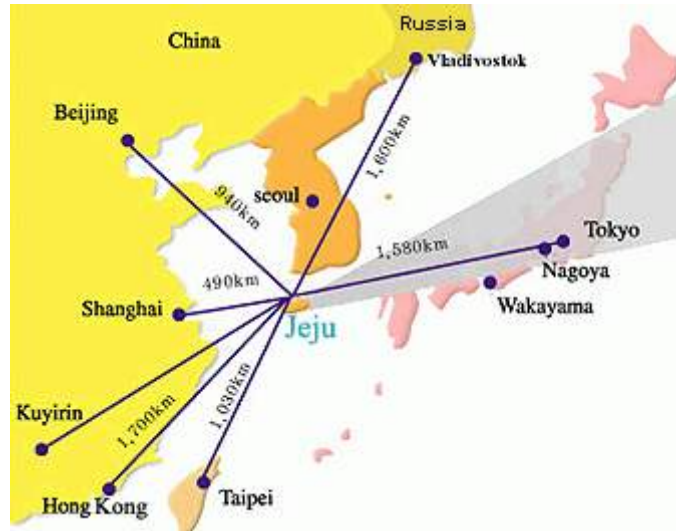 Russia
China
Vladivostok
Beijing
1,600km
940km
seoul
Tokyo
1,580km
Nagoya
490km
Wakayama
Shanghai
Jeju
Kuyirin
1,700km
1,030km
Hong Kong
Taipei